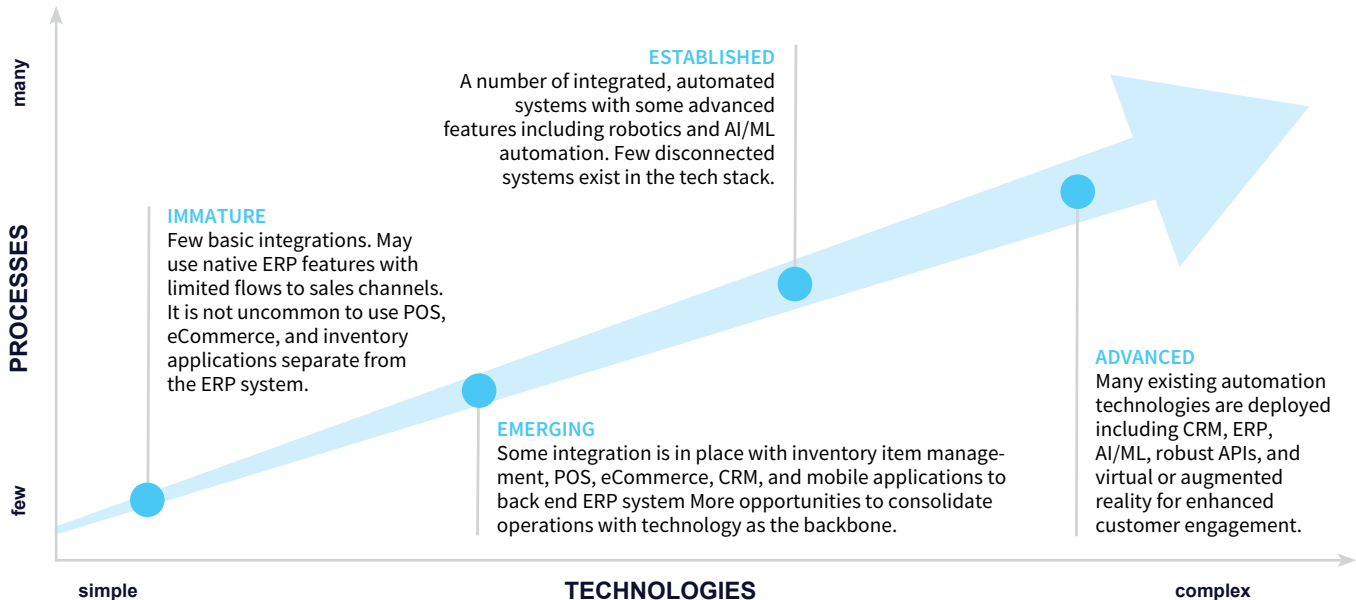 many
PROCESSES
few
IMMATURE
Few basic integrations. May
use native ERP features with
limited flows to sales channels.
It is not uncommon to use POS,
eCommerce, and inventory
applications separate from
the ERP system.
EMERGING
Some integration is in place with inventory item manage-
ment, POS, eCommerce, CRM, and mobile applications to
back end ERP system More opportunities to consolidate
operations with technology as the backbone.
ESTABLISHED
A number of integrated, automated
systems with some advanced
features including robotics and AI/ML
automation. Few disconnected
systems exist in the tech stack.
ADVANCED
Many existing automation
technologies are deployed
including CRM, ERP,
AI/ML, robust APIs, and
virtual or augmented
reality for enhanced
customer engagement.
simple
TECHNOLOGIES
complex